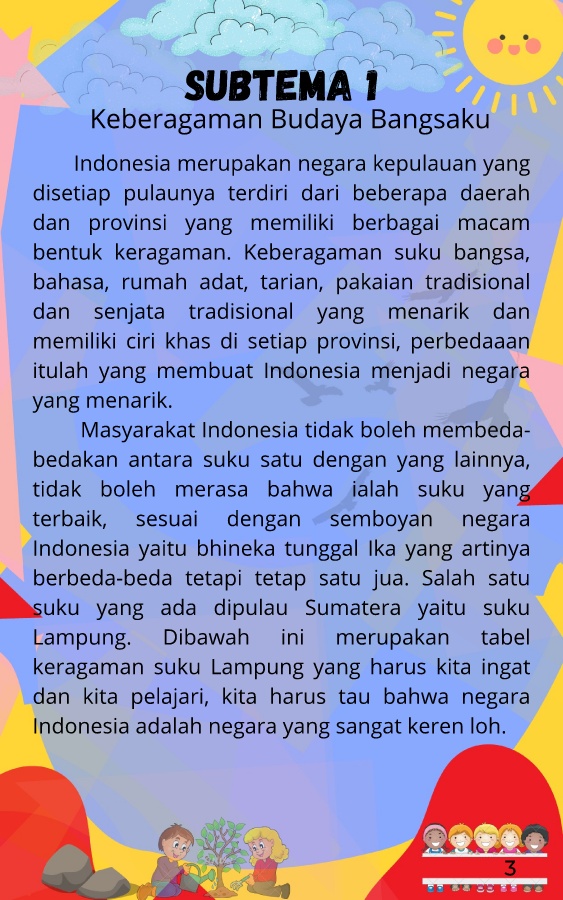 SUBTEMA 1
Keberagaman Budaya Bangsaku
Indonesia merupakan negara kepulauan yang
disetiap pulaunya terdiri dari beberapa daerah
dan provinsi yang memiliki berbagai macam
bentuk keragaman. Keberagaman suku bangsa,
bahasa, rumah adat, tarian, pakaian tradisional
dan senjata tradisional yang menarik dan
memiliki ciri khas di setiap provinsi, perbedaaan
itulah yang membuat Indonesia menjadi negara
yang menarik.
Masyarakat Indonesia tidak boleh membeda-
bedakan antara suku satu dengan yang lainnya,
tidak boleh merasa bahwa ialah suku yang
terbaik, sesuai dengan semboyan negara
Indonesia yaitu bhineka tunggal Ika yang artinya
berbeda-beda tetapi tetap satu jua. Salah satu
suku yang ada dipulau Sumatera yaitu suku
Lampung. Dibawah ini merupakan tabel
keragaman suku Lampung yang harus kita ingat
dan kita pelajari, kita harus tau bahwa negara
Indonesia adalah negara yang sangat keren loh.
3